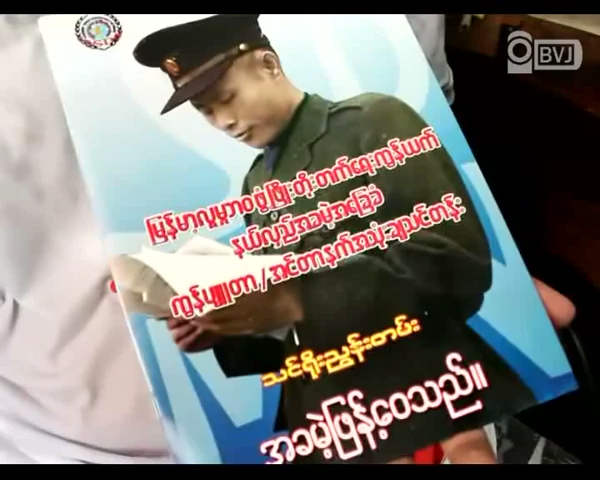 BVJ
မြန်မာ့လူမှုဘဝဖွံ့ဖြိုးတိုးတက်ရေးကွန်ယက်
နယ်လှည့်အခမဲ့အခြေခံ
ကွန်ပျူတာ/အင်တာနက်အသုံးချသင်တန်း
သင်ရိုးညွှန်းတမ်း
အခမဲ့ဖြန့်ဝေသည်။